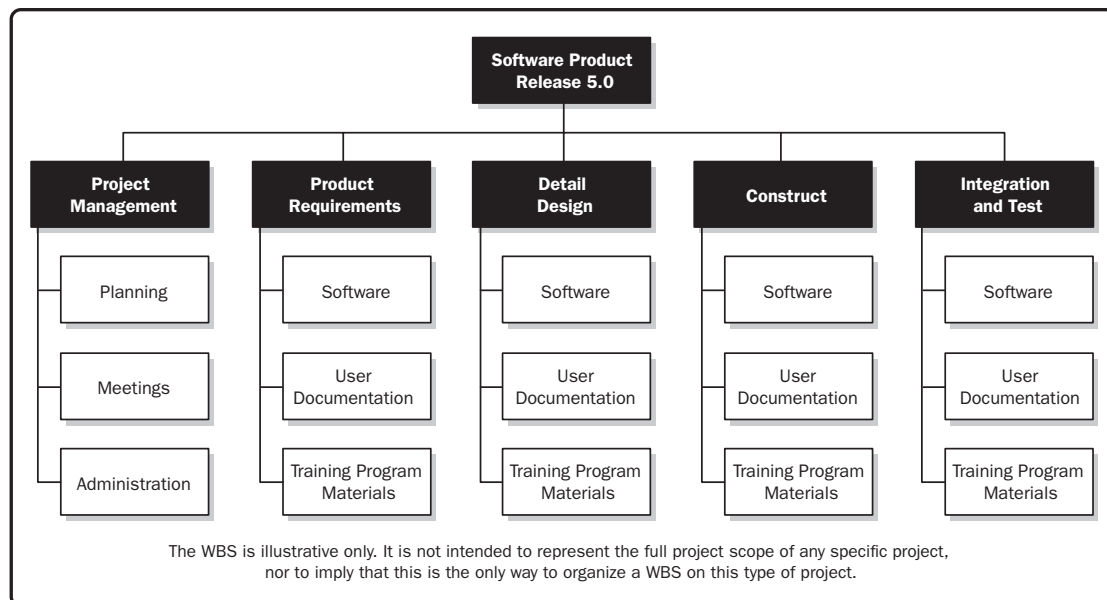 Software Product
Release 5.0
Project
Management
Product
Requirements
Detail
Design
Construct
Integration
and Test
Planning
Software
Software
Software
Software
Meetings
User
Documentation
User
Documentation
User
Documentation
User
Documentation
Administration
Training Program
Materials
Training Program
Materials
Training Program
Materials
Training Program
Materials
The WBS is illustrative only. It is not intended to represent the full project scope of any specific project,
nor to imply that this is the only way to organize a WBS on this type of project.